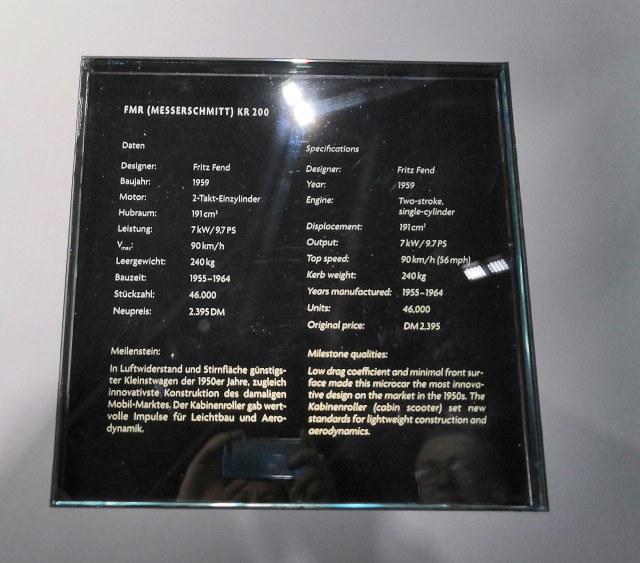 FMR (MESSERSCHMITT) KR 200
Daten
Designer: Fritz Fend
Baujahr: 1959
Motor: 2-Takt-Einzylinder
Hubraum: 191 cm³
Leistung: 7 kW/9,7 PS
Vmax: 90 km/h
Leergewicht: 240 kg
Bauzeit: 1955–1964
Stückzahl: 46.000
Neupreis: 2.395 DM
Meilenstein:
In Luftwiderstand und Stirnfläche günstigs-
ter Kleinstwagen der 1950er Jahre, zugleich
innovativste Konstruktion des damaligen
Mobil-Marktes. Der Kabinenroller gab wert-
volle Impulse für Leichtbau und Aero-
dynamik.
Specifications
Designer: Fritz Fend
Year: 1959
Engine: Two-stroke,
single-cylinder
Displacement: 191 cm³
Output: 7 kW/9.7 PS
Top speed: 90 km/h (56 mph)
Kerb weight: 240 kg
Years manufactured: 1955–1964
Units: 46,000
Original price: DM 2,395
Milestone qualities:
Low drag coefficient and minimal front sur-
face made this microcar the most innova-
tive design on the market in the 1950s. The
Kabinenroller (cabin scooter) set new
standards for lightweight construction and
aerodynamics.